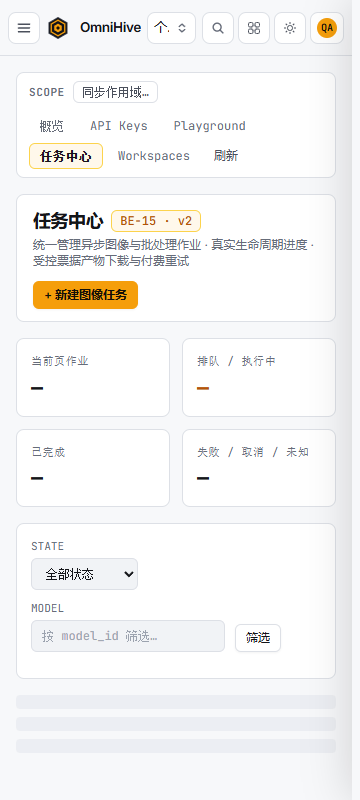 OmniHive 个. QA
SCOPE 同步作用域…
概览 API Keys Playground
任务中心 Workspaces 刷新
任务中心 BE-15 · v2
统一管理异步图像与批处理作业 · 真实生命周期进度 ·
受控票据产物下载与付费重试
+ 新建图像任务
当前页作业
—
排队 / 执行中
—
已完成
—
失败 / 取消 / 未知
—
STATE
全部状态
MODEL
按 model_id 筛选… 筛选